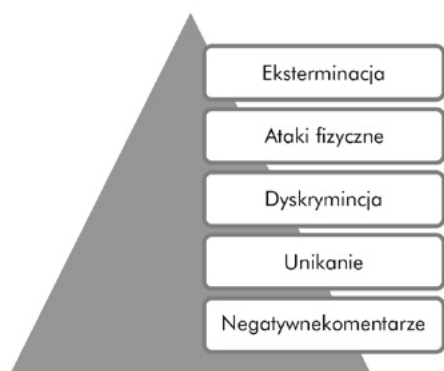 Eksterminacja
Ataki fizyczne
Dyskrymincja
Unikanie
Negatywnekomentarze